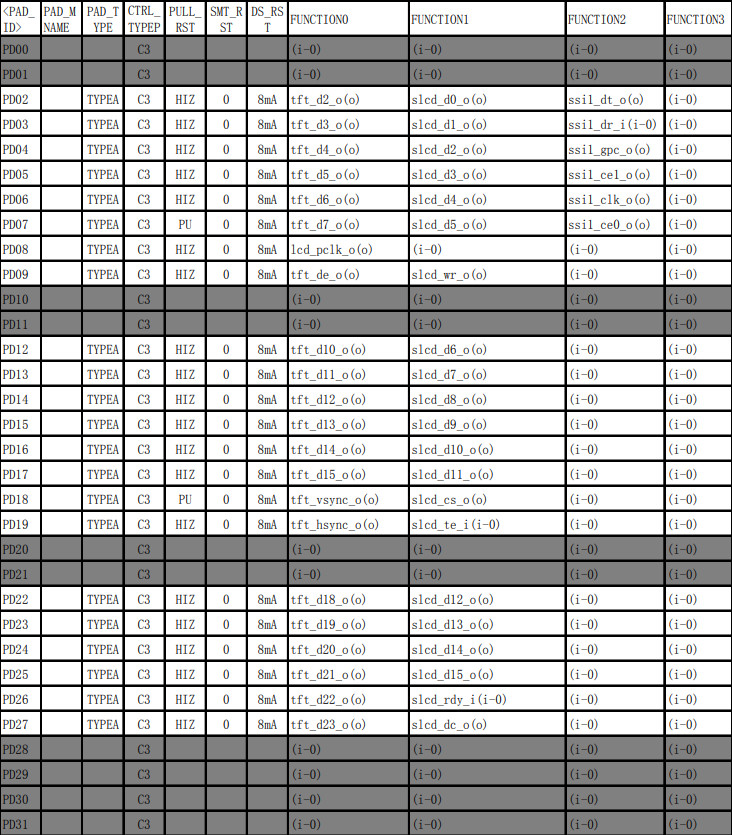 <PAD_ PAD_M PAD_T CTRL_ PULL_ SMT_R DS_RS FUNCTION0 FUNCTION1 FUNCTION2 FUNCTION3
ID> NAME YPE TYPEP RST ST T
PD00 C3 (i-0) (i-0) (i-0) (i-0)
PD01 C3 (i-0) (i-0) (i-0) (i-0)
PD02 TYPEA C3 HIZ 0 8mA tft_d2_o(o) slcd_d0_o(o) ssi1_dt_o(o) (i-0)
PD03 TYPEA C3 HIZ 0 8mA tft_d3_o(o) slcd_d1_o(o) ssi1_dr_i(i-0) (i-0)
PD04 TYPEA C3 HIZ 0 8mA tft_d4_o(o) slcd_d2_o(o) ssi1_gpc_o(o) (i-0)
PD05 TYPEA C3 HIZ 0 8mA tft_d5_o(o) slcd_d3_o(o) ssi1_ce1_o(o) (i-0)
PD06 TYPEA C3 HIZ 0 8mA tft_d6_o(o) slcd_d4_o(o) ssi1_clk_o(o) (i-0)
PD07 TYPEA C3 PU 0 8mA tft_d7_o(o) slcd_d5_o(o) ssi1_ce0_o(o) (i-0)
PD08 TYPEA C3 HIZ 0 8mA lcd_pclk_o(o) (i-0) (i-0) (i-0)
PD09 TYPEA C3 HIZ 0 8mA tft_de_o(o) slcd_wr_o(o) (i-0) (i-0)
PD10 C3 (i-0) (i-0) (i-0) (i-0)
PD11 C3 (i-0) (i-0) (i-0) (i-0)
PD12 TYPEA C3 HIZ 0 8mA tft_d10_o(o) slcd_d6_o(o) (i-0) (i-0)
PD13 TYPEA C3 HIZ 0 8mA tft_d11_o(o) slcd_d7_o(o) (i-0) (i-0)
PD14 TYPEA C3 HIZ 0 8mA tft_d12_o(o) slcd_d8_o(o) (i-0) (i-0)
PD15 TYPEA C3 HIZ 0 8mA tft_d13_o(o) slcd_d9_o(o) (i-0) (i-0)
PD16 TYPEA C3 HIZ 0 8mA tft_d14_o(o) slcd_d10_o(o) (i-0) (i-0)
PD17 TYPEA C3 HIZ 0 8mA tft_d15_o(o) slcd_d11_o(o) (i-0) (i-0)
PD18 TYPEA C3 PU 0 8mA tft_vsync_o(o) slcd_cs_o(o) (i-0) (i-0)
PD19 TYPEA C3 HIZ 0 8mA tft_hsync_o(o) slcd_te_i(i-0) (i-0) (i-0)
PD20 C3 (i-0) (i-0) (i-0) (i-0)
PD21 C3 (i-0) (i-0) (i-0) (i-0)
PD22 TYPEA C3 HIZ 0 8mA tft_d18_o(o) slcd_d12_o(o) (i-0) (i-0)
PD23 TYPEA C3 HIZ 0 8mA tft_d19_o(o) slcd_d13_o(o) (i-0) (i-0)
PD24 TYPEA C3 HIZ 0 8mA tft_d20_o(o) slcd_d14_o(o) (i-0) (i-0)
PD25 TYPEA C3 HIZ 0 8mA tft_d21_o(o) slcd_d15_o(o) (i-0) (i-0)
PD26 TYPEA C3 HIZ 0 8mA tft_d22_o(o) slcd_rdy_i(i-0) (i-0) (i-0)
PD27 TYPEA C3 HIZ 0 8mA tft_d23_o(o) slcd_dc_o(o) (i-0) (i-0)
PD28 C3 (i-0) (i-0) (i-0) (i-0)
PD29 C3 (i-0) (i-0) (i-0) (i-0)
PD30 C3 (i-0) (i-0) (i-0) (i-0)
PD31 C3 (i-0) (i-0) (i-0) (i-0)